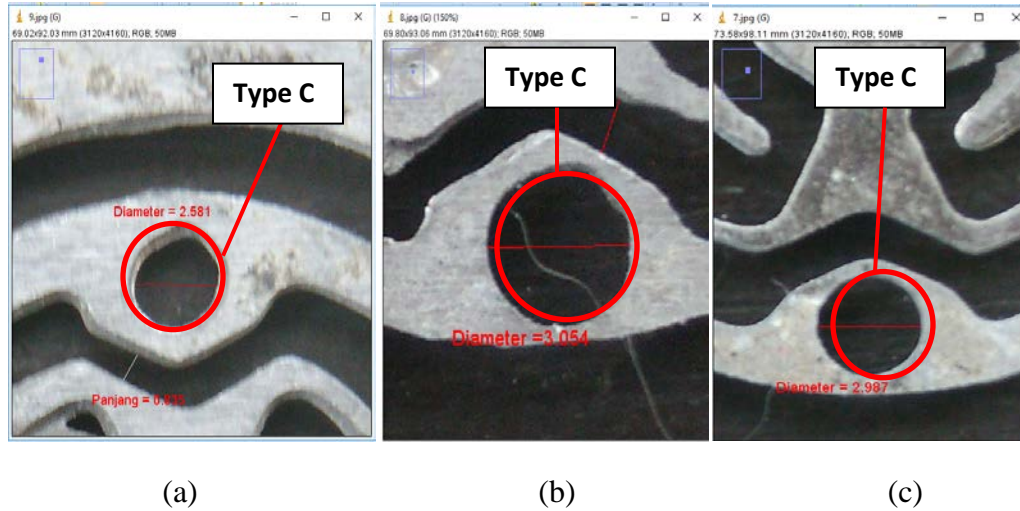 9.jpg (G)
69.02x92.03 mm (3120x4160); RGB; 50MB
Type C
Diameter = 2.581
Panjang =
8.jpg (G) (150%)
69.80x93.06 mm (3120x4160); RGB; 50MB
Type C
Diameter =3.054
7.jpg (G)
73.58x98.11 mm (3120x4160); RGB; 50MB
Type C
Diameter = 2.987
(a)
(b)
(c)